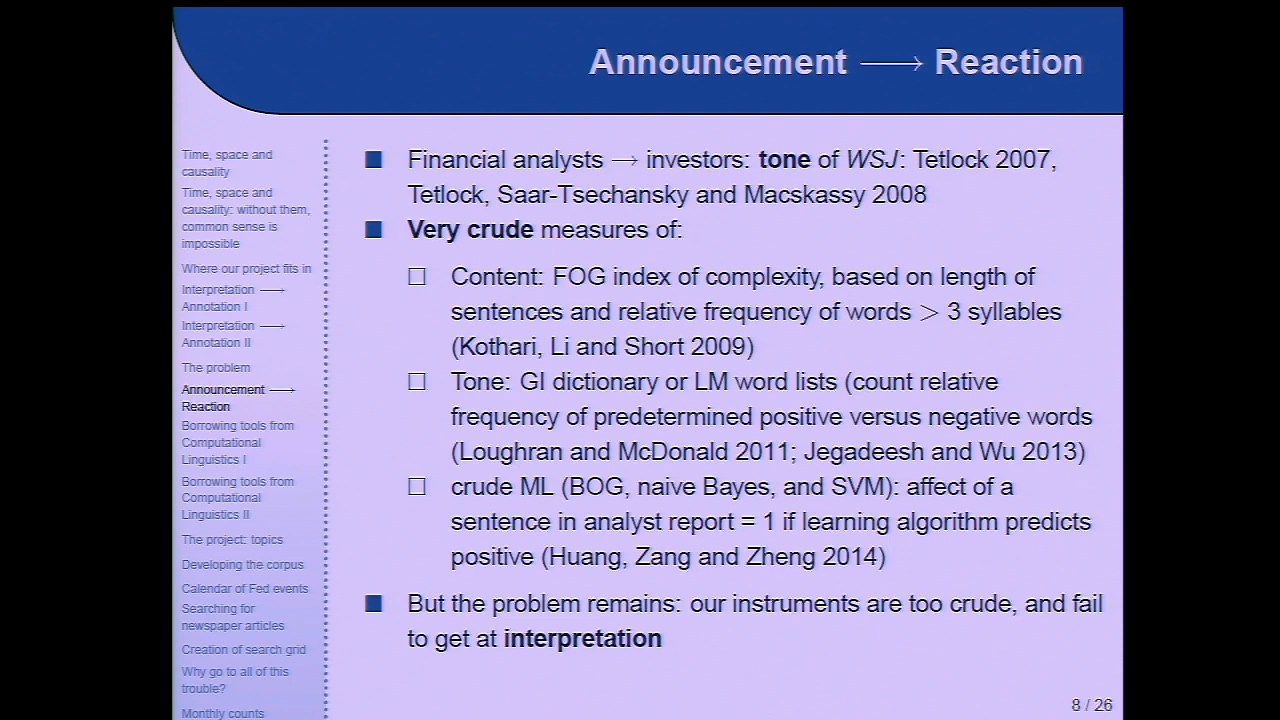 Announcement ⟶ Reaction
Time, space and
causality
Time, space and
causality: without them,
common sense is
impossible
Where our project fits in
Interpretation ⟶
Annotation I
Interpretation ⟶
Annotation II
The problem
Announcement ⟶
Reaction
Borrowing tools from
Computational
Linguistics I
Borrowing tools from
Computational
Linguistics II
The project: topics
Developing the corpus
Calendar of Fed events
Searching for
newspaper articles
Creation of search grid
Why go to all of this
trouble?
Monthly counts
Financial analysts → investors: tone of WSJ: Tetlock 2007,
Tetlock, Saar-Tsechansky and Macskassy 2008
Very crude measures of:
Content: FOG index of complexity, based on length of
sentences and relative frequency of words > 3 syllables
(Kothari, Li and Short 2009)
Tone: GI dictionary or LM word lists (count relative
frequency of predetermined positive versus negative words
(Loughran and McDonald 2011; Jegadeesh and Wu 2013)
crude ML (BOG, naive Bayes, and SVM): affect of a
sentence in analyst report = 1 if learning algorithm predicts
positive (Huang, Zang and Zheng 2014)
But the problem remains: our instruments are too crude, and fail
to get at interpretation
8 / 26